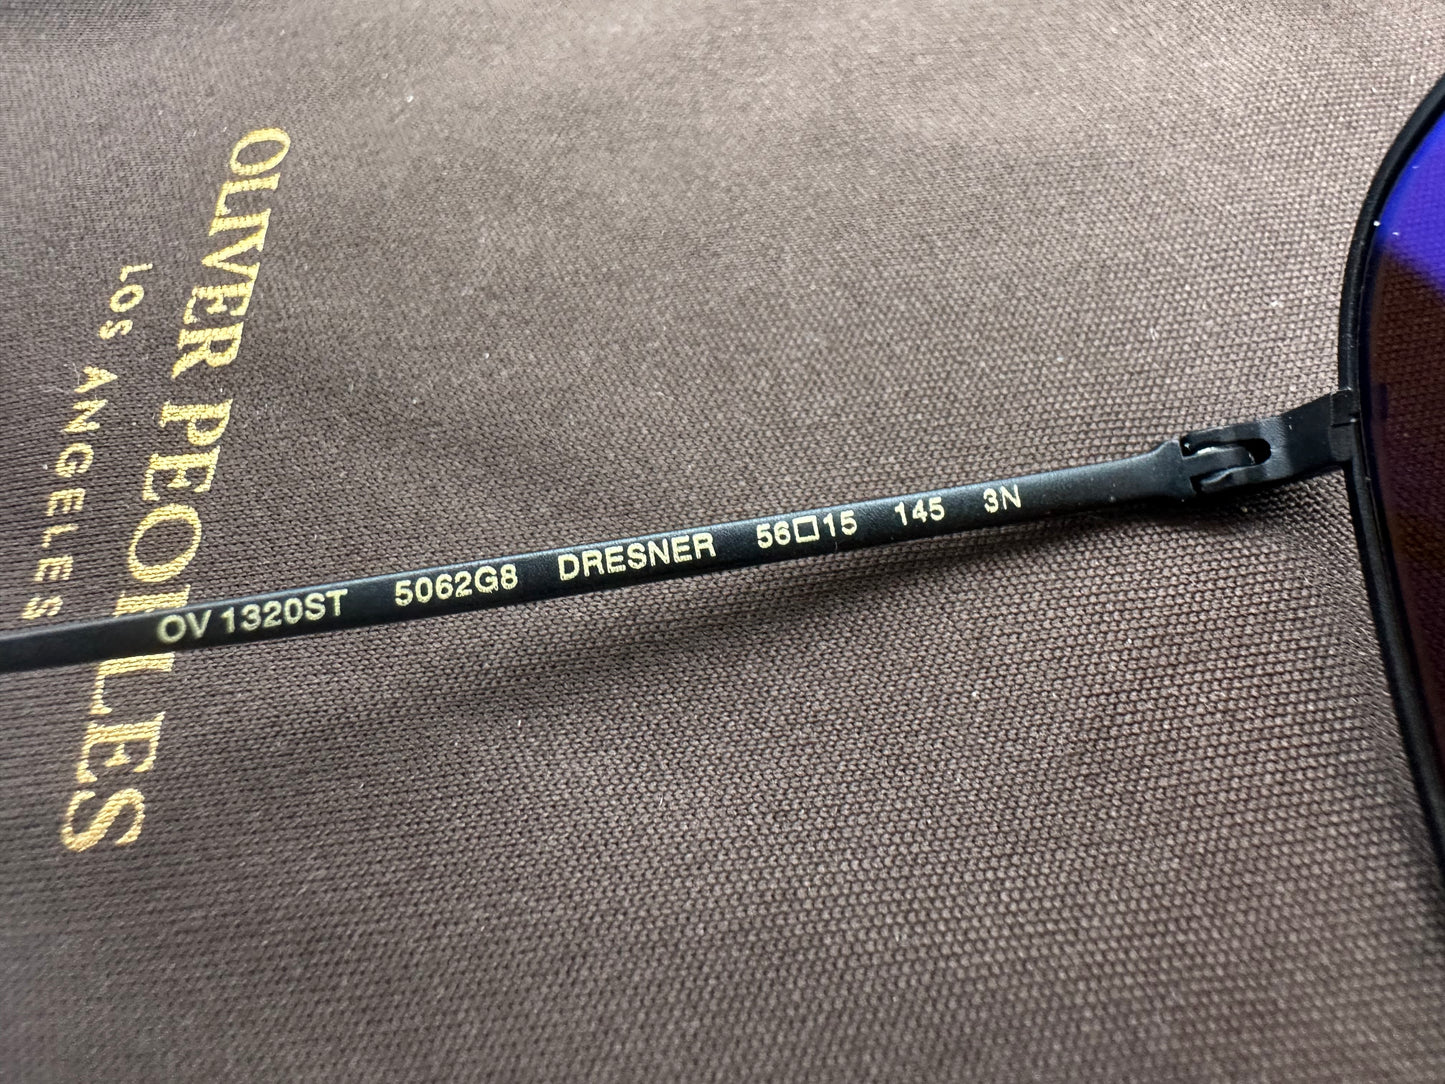 OLIVER PEOPLES
LOS ANGELES
OV 1320ST 5062G8 DRESNER 56□15 145 3N